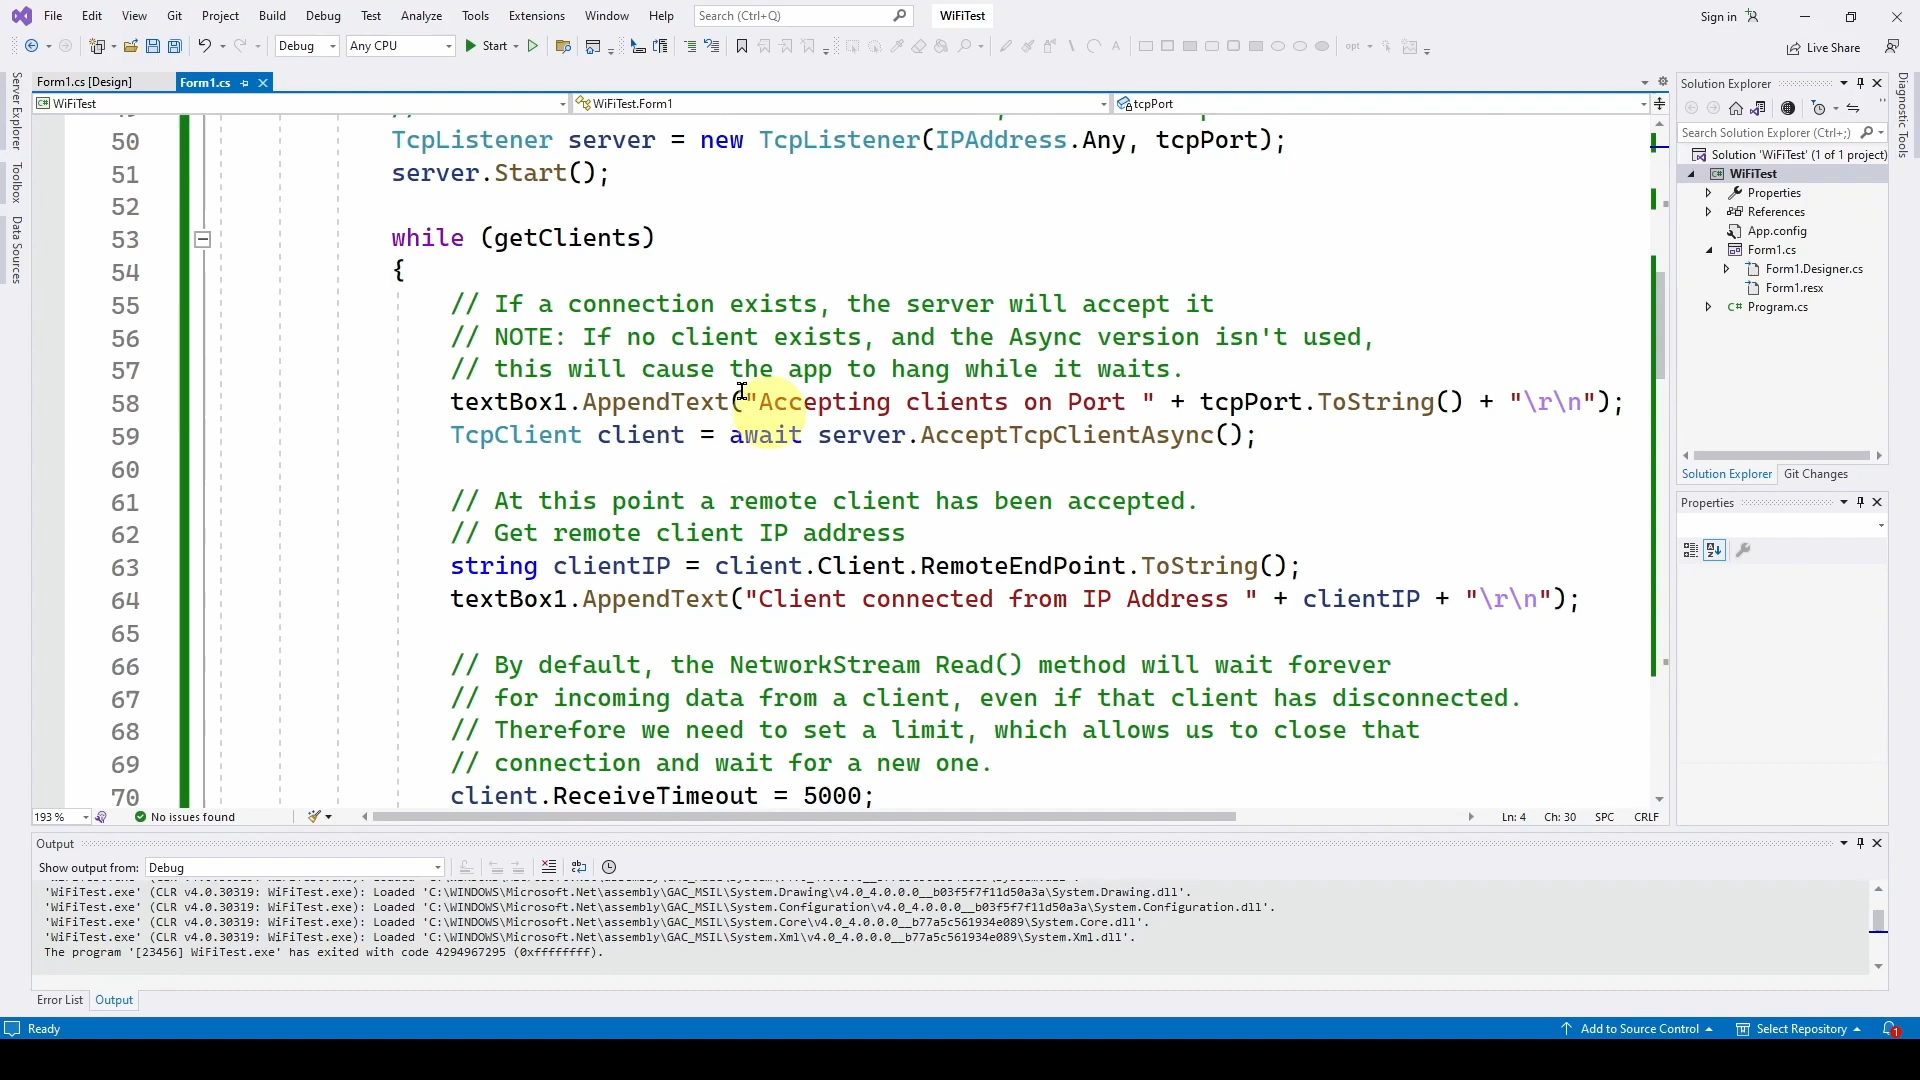 File Edit View Git Project Build Debug Test Analyze Tools Extensions Window Help Search (Ctrl+Q) WiFiTest Sign in
Debug Any CPU Start opt Live Share
Server Explorer
Toolbox
Data Sources
Form1.cs [Design] Form1.cs
WiFiTest WiFiTest.Form1 tcpPort
50 TcpListener server = new TcpListener(IPAddress.Any, tcpPort);
51 server.Start();
52
53 while (getClients)
54 {
55 // If a connection exists, the server will accept it
56 // NOTE: If no client exists, and the Async version isn't used,
57 // this will cause the app to hang while it waits.
58 textBox1.AppendText("Accepting clients on Port " + tcpPort.ToString() + "\r\n");
59 TcpClient client = await server.AcceptTcpClientAsync();
60
61 // At this point a remote client has been accepted.
62 // Get remote client IP address
63 string clientIP = client.Client.RemoteEndPoint.ToString();
64 textBox1.AppendText("Client connected from IP Address " + clientIP + "\r\n");
65
66 // By default, the NetworkStream Read() method will wait forever
67 // for incoming data from a client, even if that client has disconnected.
68 // Therefore we need to set a limit, which allows us to close that
69 // connection and wait for a new one.
70 client.ReceiveTimeout = 5000;
193 % No issues found Ln: 4 Ch: 30 SPC CRLF
Solution Explorer
Search Solution Explorer (Ctrl+;)
Solution 'WiFiTest' (1 of 1 project)
C# WiFiTest
Properties
References
App.config
Form1.cs
Form1.Designer.cs
Form1.resx
C# Program.cs
Solution Explorer Git Changes
Properties
Diagnostic Tools
Output
Show output from: Debug
'WiFiTest.exe' (CLR v4.0.30319: WiFiTest.exe): Loaded 'C:\WINDOWS\Microsoft.Net\assembly\GAC_MSIL\System.Drawing\v4.0_4.0.0.0__b03f5f7f11d50a3a\System.Drawing.dll'.
'WiFiTest.exe' (CLR v4.0.30319: WiFiTest.exe): Loaded 'C:\WINDOWS\Microsoft.Net\assembly\GAC_MSIL\System.Configuration\v4.0_4.0.0.0__b03f5f7f11d50a3a\System.Configuration.dll'.
'WiFiTest.exe' (CLR v4.0.30319: WiFiTest.exe): Loaded 'C:\WINDOWS\Microsoft.Net\assembly\GAC_MSIL\System.Core\v4.0_4.0.0.0__b77a5c561934e089\System.Core.dll'.
'WiFiTest.exe' (CLR v4.0.30319: WiFiTest.exe): Loaded 'C:\WINDOWS\Microsoft.Net\assembly\GAC_MSIL\System.Xml\v4.0_4.0.0.0__b77a5c561934e089\System.Xml.dll'.
The program '[23456] WiFiTest.exe' has exited with code 4294967295 (0xffffffff).
Error List Output
Ready Add to Source Control Select Repository 1